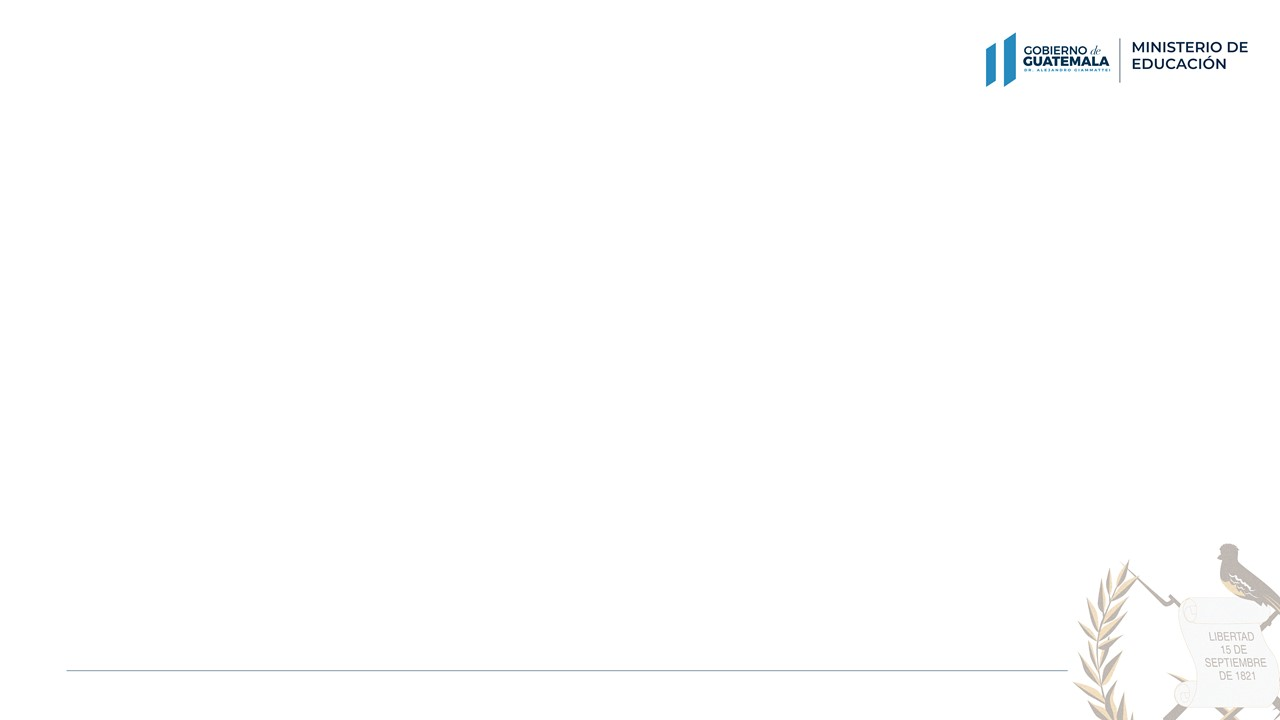 GOBIERNO de
GUATEMALA
DR. ALEJANDRO GIAMMATTEI
MINISTERIO DE
EDUCACIÓN
LIBERTAD
15 DE
SEPTIEMBRE
DE 1821